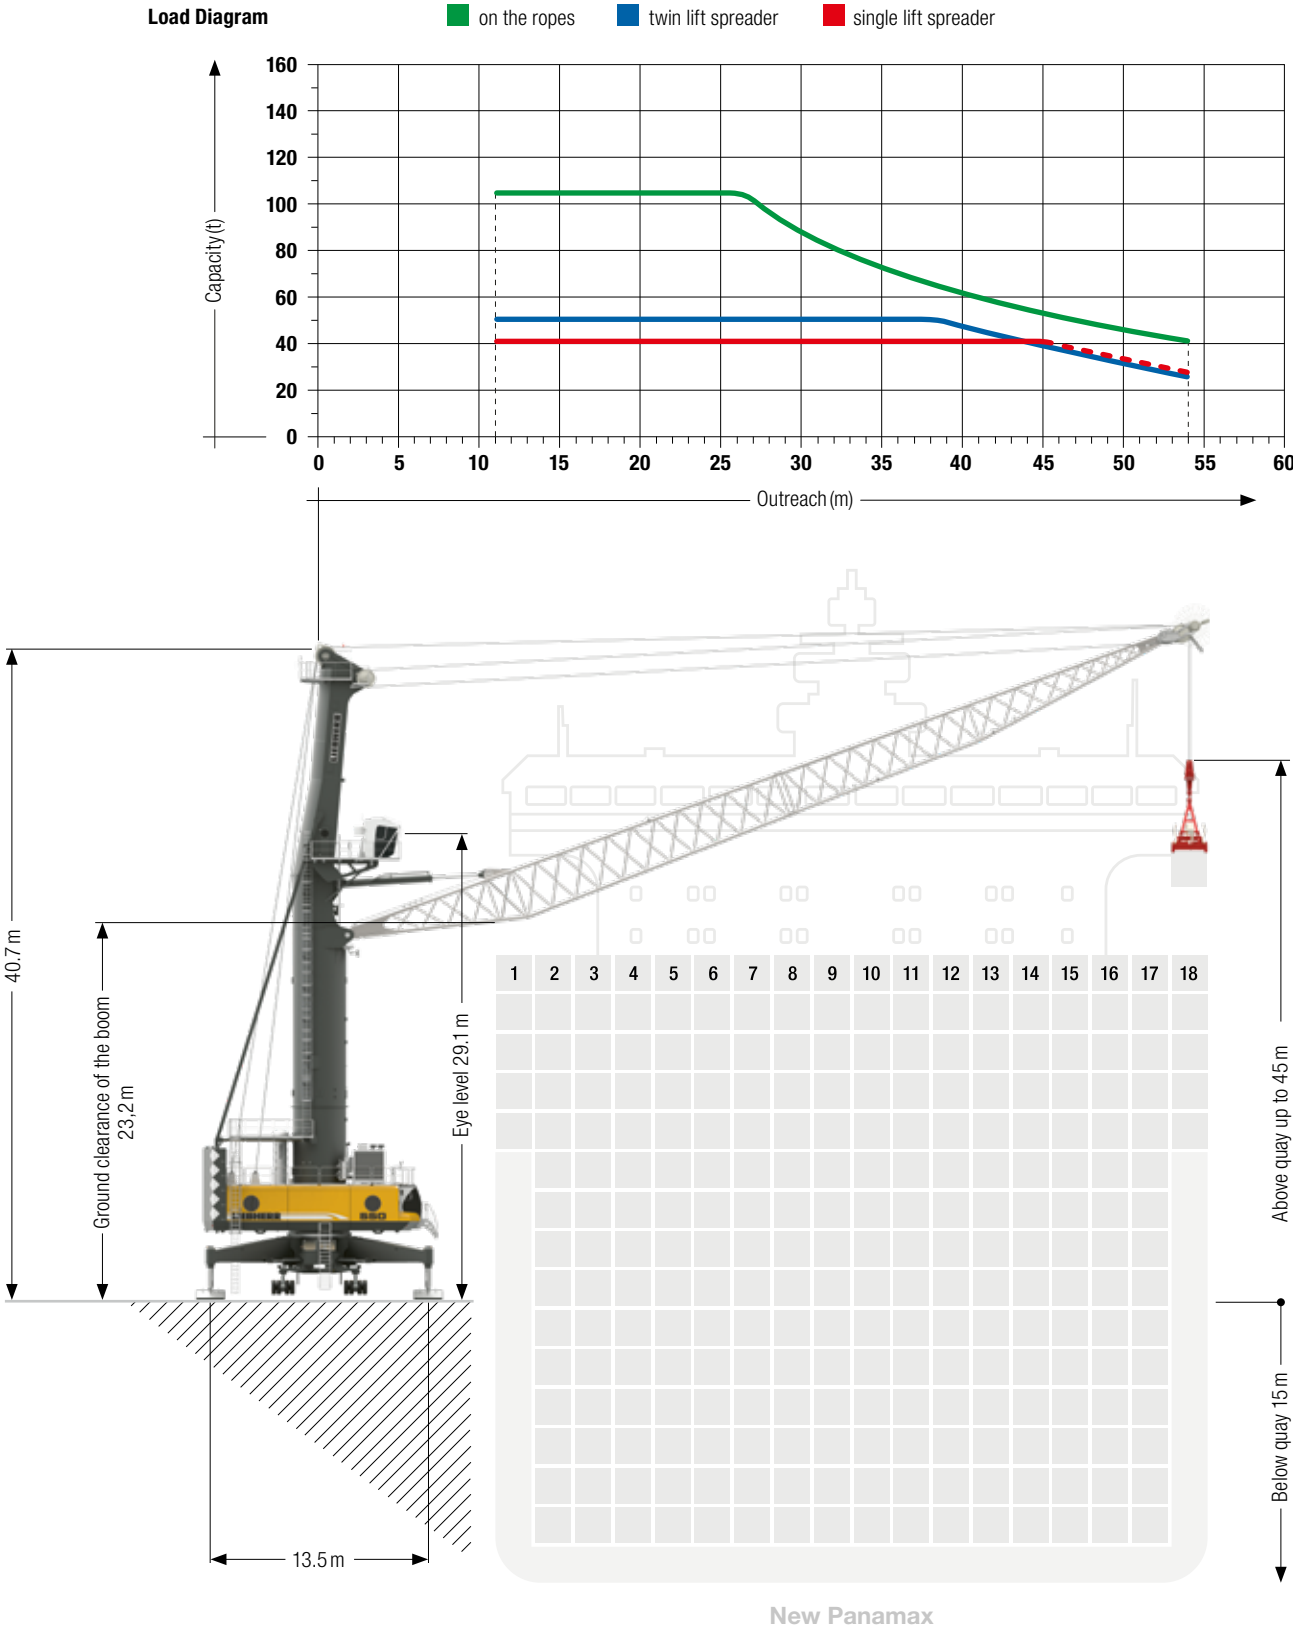 Load Diagram
on the ropes
twin lift spreader
single lift spreader
160
140
120
100
80
60
40
20
0
Capacity (t)
0 5 10 15 20 25 30 35 40 45 50 55 60
Outreach (m)
40.7 m
Ground clearance of the boom
23,2 m
Eye level 29.1 m
LIEBHERR
1 2 3 4 5 6 7 8 9 10 11 12 13 14 15 16 17 18
Above quay up to 45 m
LIEBHERR
550
Below quay 15 m
13.5 m
New Panamax